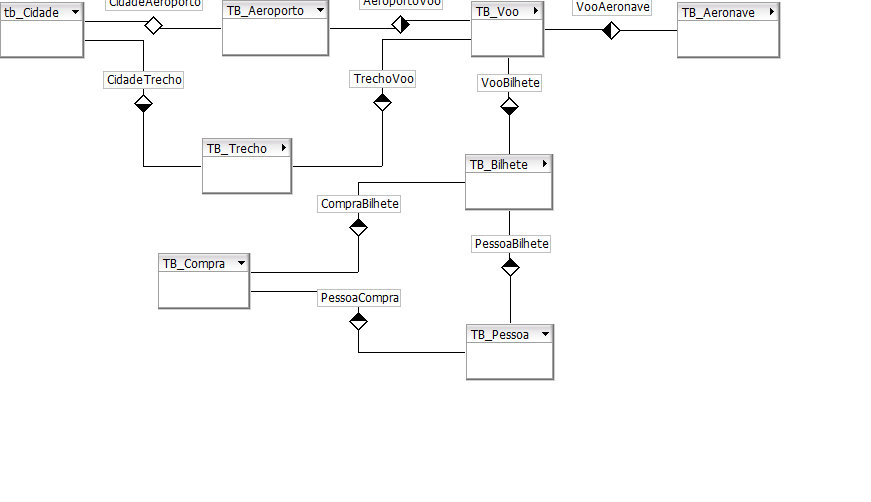 CidadeAeroporto
AeroportoVoo
VooAeronave
tb_Cidade
TB_Aeroporto
TB_Voo
TB_Aeronave
CidadeTrecho
TrechoVoo
VooBilhete
TB_Trecho
TB_Bilhete
CompraBilhete
PessoaBilhete
TB_Compra
PessoaCompra
TB_Pessoa